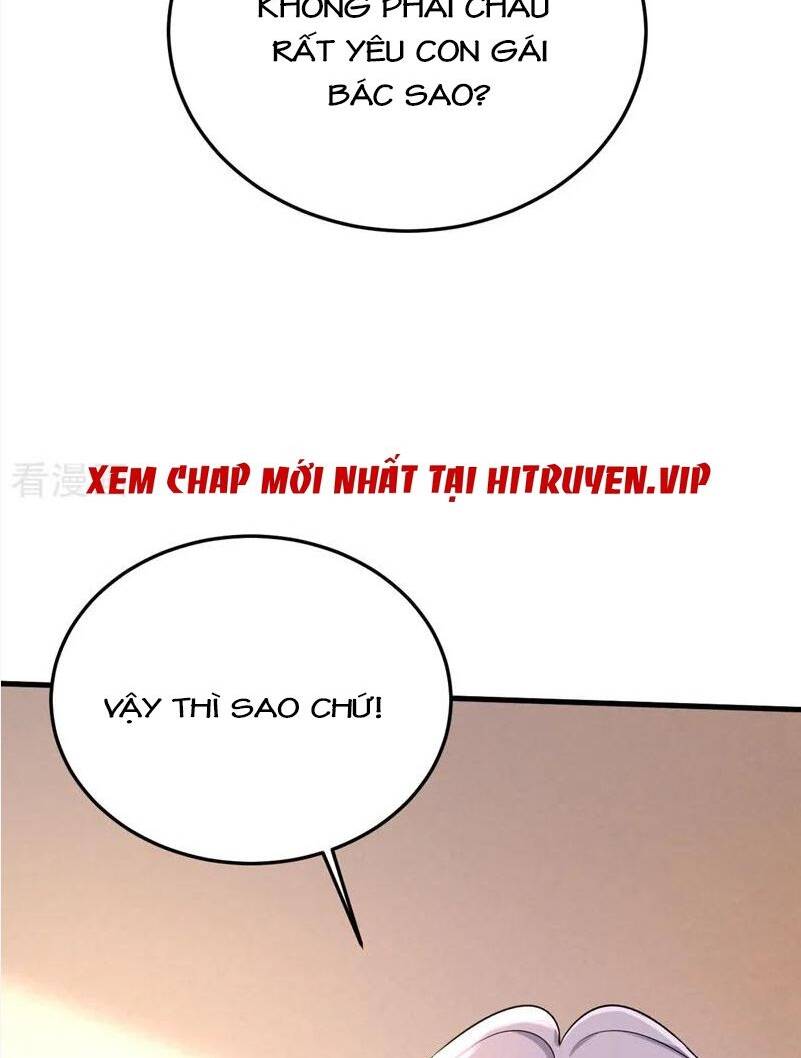 KHÔNG PHẢI CHÁU
RẤT YÊU CON GÁI
BÁC SAO?
看漫
XEM CHAP MỚI NHẤT TẠI HITRUYEN.VIP
VẬY THÌ SAO CHỨ!